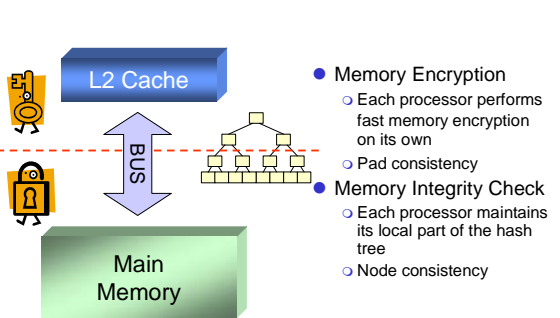 L2 Cache
BUS
Main
Memory
Memory Encryption
Each processor performs
fast memory encryption
on its own
Pad consistency
Memory Integrity Check
Each processor maintains
its local part of the hash
tree
Node consistency